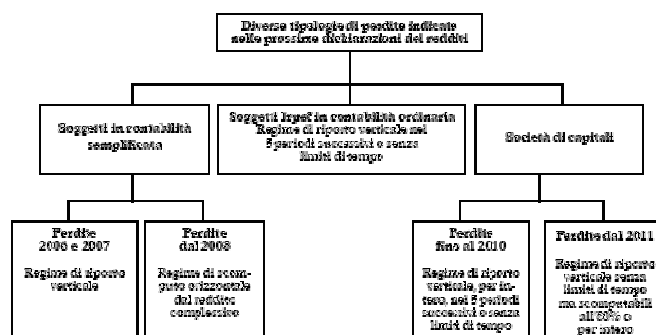 Diverse tipologie di perdite indicate
nelle prossime dichiarazioni dei redditi
Soggetti in contabilità
semplificata
Soggetti Irpef in contabilità ordinaria
Regime di riporto verticale nei
5 periodi successivi o senza
limiti di tempo
Società di capitali
Perdite
2006 e 2007
Regime di riporto
verticale
Perdite
dal 2008
Regime di scom-
puto orizzontale
dal reddito
complessivo
Perdite
fino al 2010
Regime di riporto
verticale, per in-
tero, nei 5 periodi
successivi o senza
limiti di tempo
Perdite dal 2011
Regime di riporto
verticale senza
limiti di tempo
ma scomputabili
all'80% o
per intero